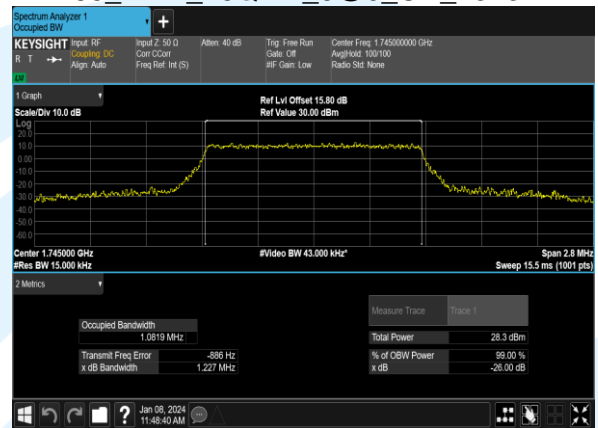 Spectrum Analyzer 1
Occupied BW
+
KEYSIGHT Input: RF Input Z: 50 Ω Atten: 40 dB Trig: Free Run Center Freq: 1.745000000 GHz
R T Coupling: DC Corr CCorr Gate: Off Avg|Hold: 100/100
Align: Auto Freq Ref: Int (S) #IF Gain: Low Radio Std: None
1 Graph
Ref Lvl Offset 15.80 dB
Scale/Div 10.0 dB Ref Value 30.00 dBm
Log
20.0
10.0
0.00
-10.0
-20.0
-30.0
-40.0
-50.0
-60.0
Center 1.745000 GHz #Video BW 43.000 kHz* Span 2.8 MHz
#Res BW 15.000 kHz Sweep 15.5 ms (1001 pts)
2 Metrics
Measure Trace Trace 1
Occupied Bandwidth
1.0819 MHz
Total Power 28.3 dBm
Transmit Freq Error -886 Hz % of OBW Power 99.00 %
x dB Bandwidth 1.227 MHz x dB -26.00 dB
? Jan 08, 2024
11:48:40 AM